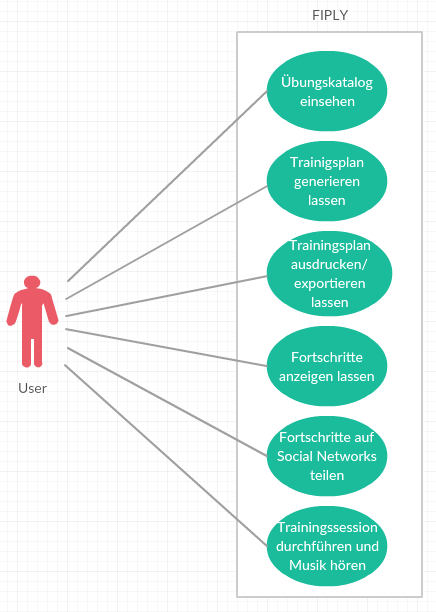 FIPLY
Übungskatalog
einsehen
Trainigsplan
generieren
lassen
Trainingsplan
ausdrucken/
exportieren
lassen
Fortschritte
anzeigen lassen
Fortschritte auf
Social Networks
teilen
Trainingssession
durchführen und
Musik hören
User